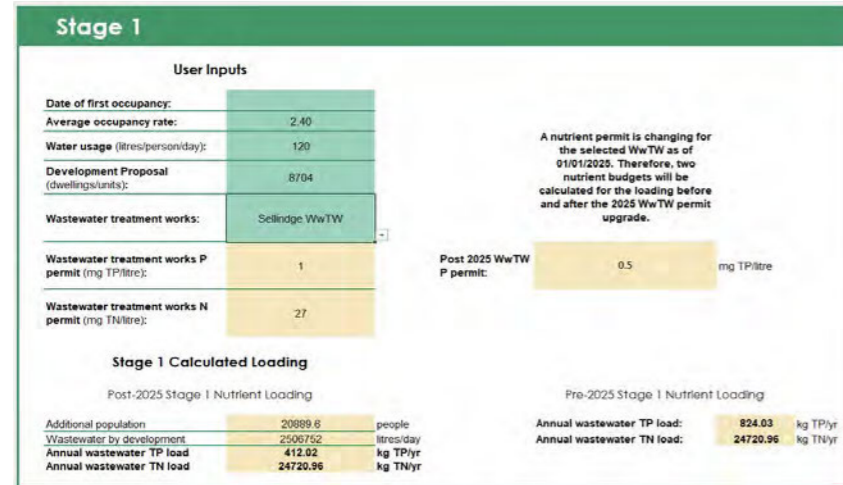 Stage 1
User Inputs
Date of first occupancy:
Average occupancy rate: 2.40
Water usage (litres/person/day): 120
Development Proposal
(dwellings/units): 8704
Wastewater treatment works: Sellindge WwTW
Wastewater treatment works P
permit (mg TP/litre): 1
Wastewater treatment works N
permit (mg TN/litre): 27
A nutrient permit is changing for
the selected WwTW as of
01/01/2025. Therefore, two
nutrient budgets will be
calculated for the loading before
and after the 2025 WwTW permit
upgrade.
Post 2025 WwTW
P permit: 0.5 mg TP/litre
Stage 1 Calculated Loading
Post-2025 Stage 1 Nutrient Loading
Additional population 20889.6 people
Wastewater by development 2506752 litres/day
Annual wastewater TP load 412.02 kg TP/yr
Annual wastewater TN load 24720.96 kg TN/yr
Pre-2025 Stage 1 Nutrient Loading
Annual wastewater TP load: 824.03 kg TP/yr
Annual wastewater TN load: 24720.96 kg TN/yr